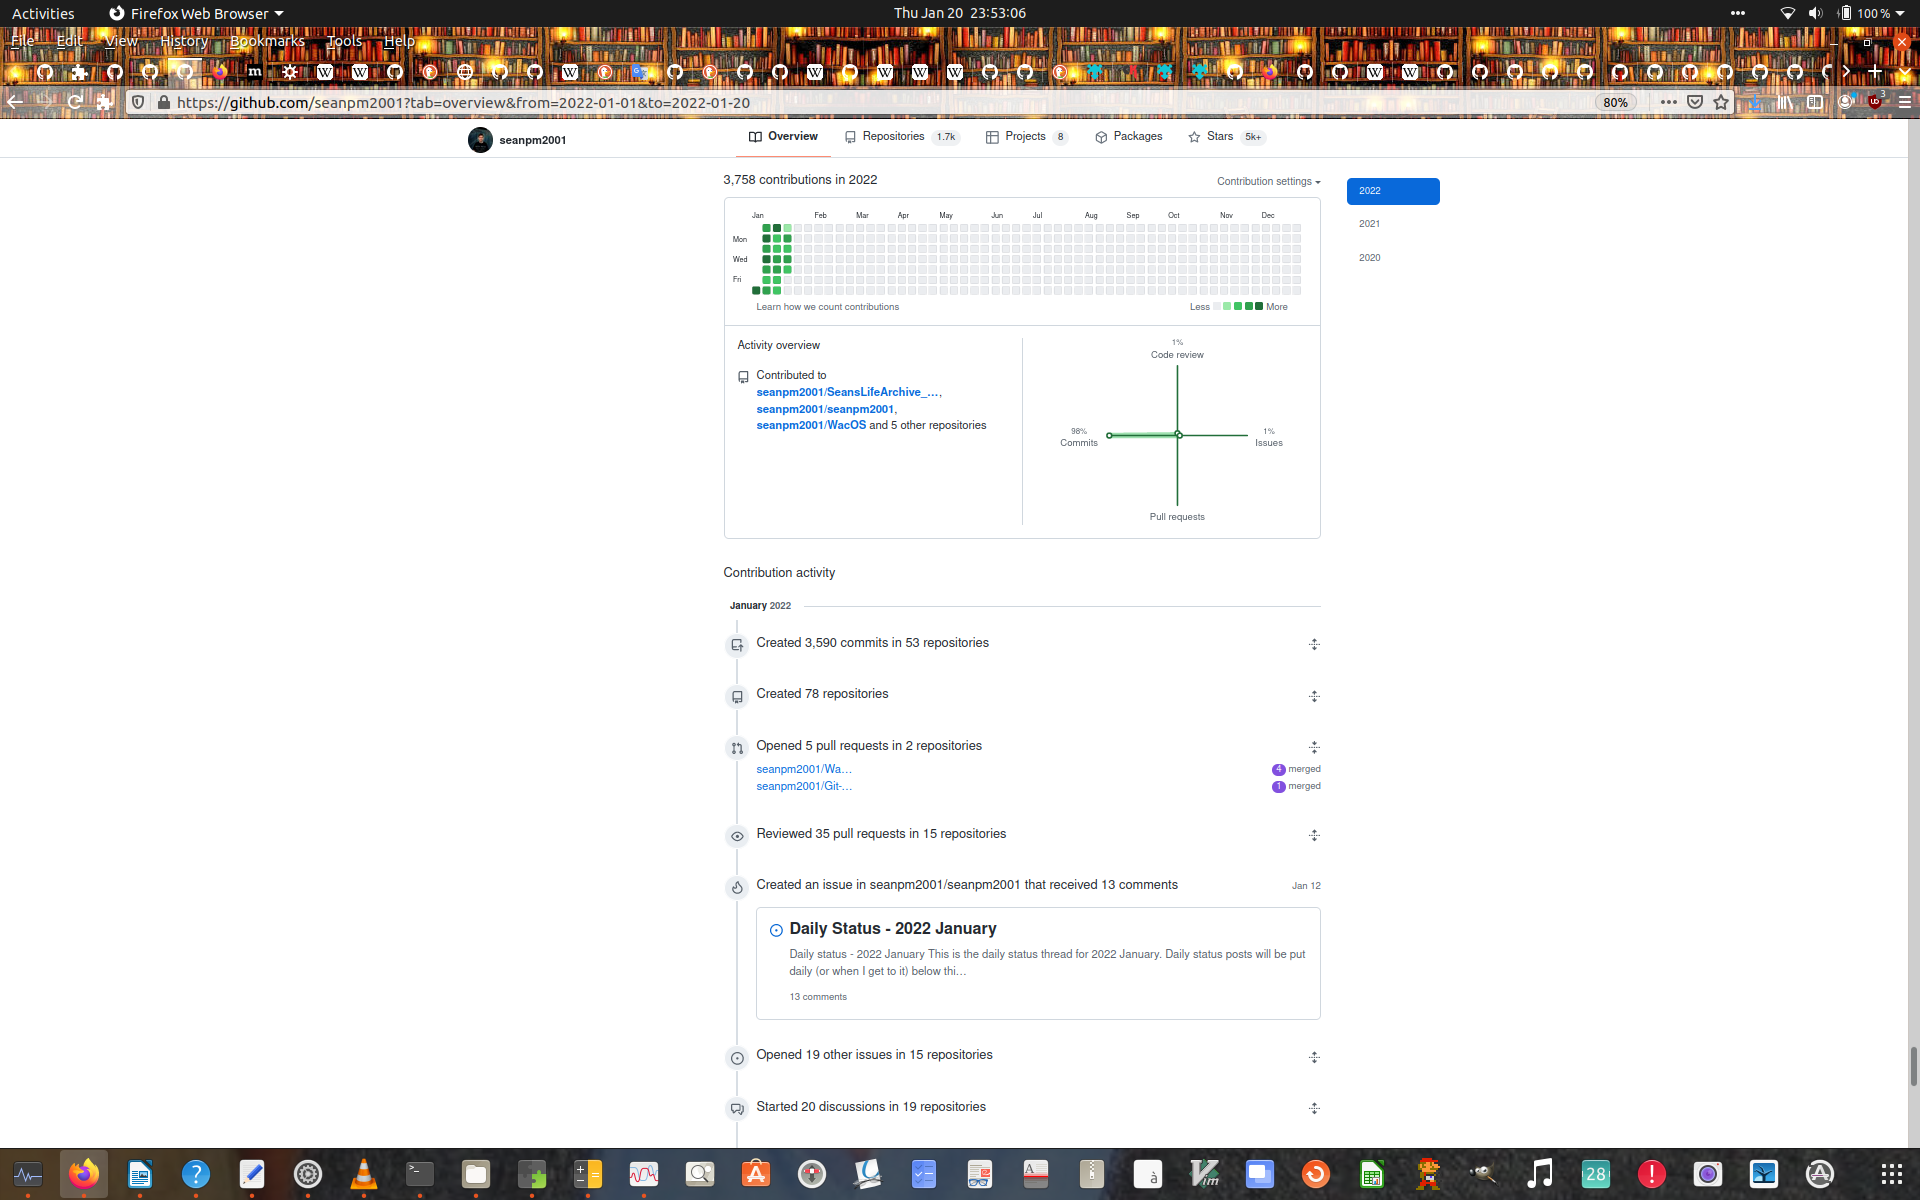 Activities
Firefox Web Browser
Thu Jan 20 23:53:06
100 %
File Edit View History Bookmarks Tools Help
https://github.com/seanpm2001?tab=overview&from=2022-01-01&to=2022-01-20
80%
3
seanpm2001
Overview
Repositories 1.7k
Projects 8
Packages
Stars 5k+
3,758 contributions in 2022
Contribution settings
2022
2021
2020
Jan Feb Mar Apr May Jun Jul Aug Sep Oct Nov Dec
Mon
Wed
Fri
Learn how we count contributions
Less More
Activity overview
Contributed to
seanpm2001/SeansLifeArchive_…,
seanpm2001/seanpm2001,
seanpm2001/WacOS and 5 other repositories
1%
Code review
98%
Commits
1%
Issues
Pull requests
Contribution activity
January 2022
Created 3,590 commits in 53 repositories
Created 78 repositories
Opened 5 pull requests in 2 repositories
seanpm2001/Wa… 4 merged
seanpm2001/Git-… 1 merged
Reviewed 35 pull requests in 15 repositories
Created an issue in seanpm2001/seanpm2001 that received 13 comments Jan 12
Daily Status - 2022 January
Daily status - 2022 January This is the daily status thread for 2022 January. Daily status posts will be put
daily (or when I get to it) below thi…
13 comments
Opened 19 other issues in 15 repositories
Started 20 discussions in 19 repositories
28